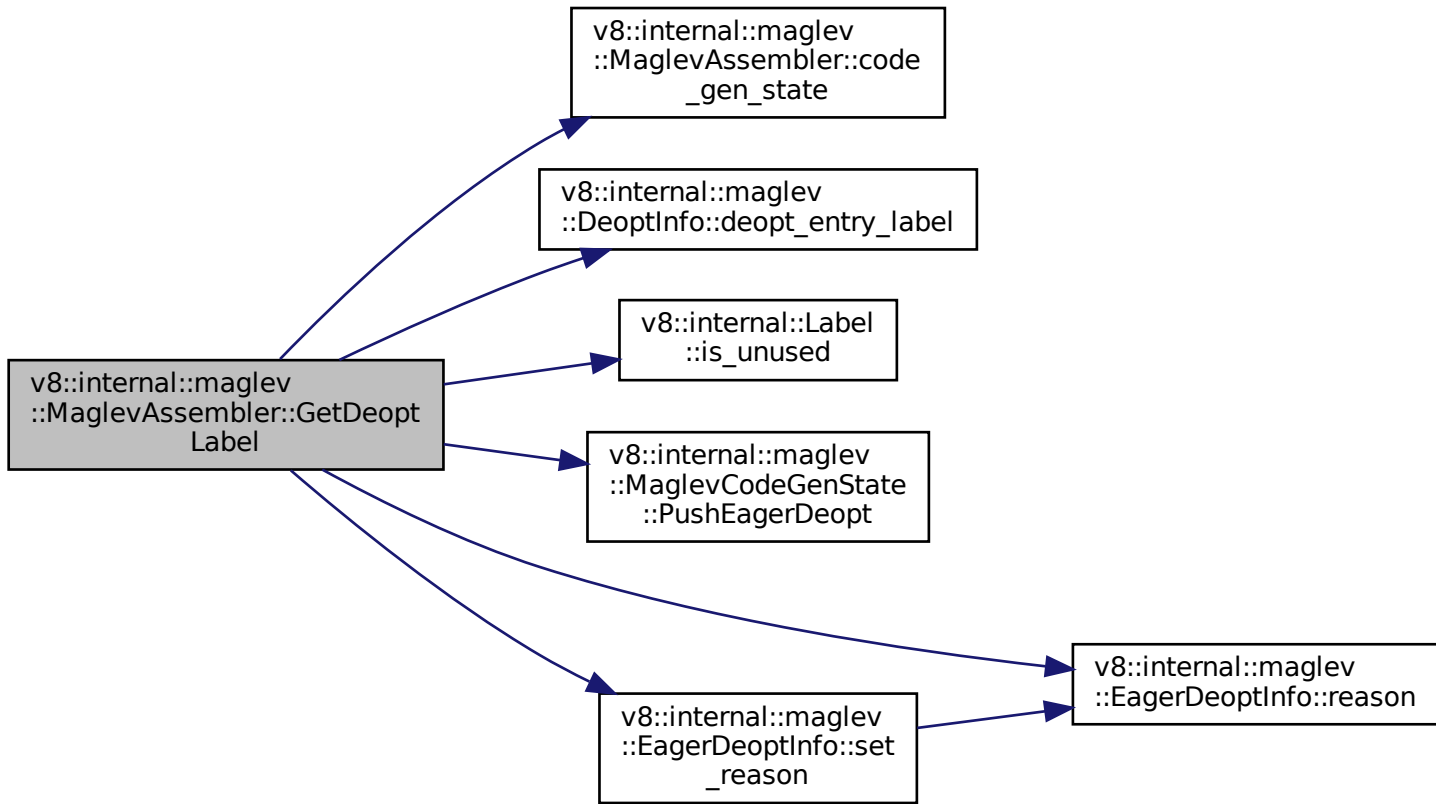 v8::internal::maglev
::MaglevAssembler::code
_gen_state
v8::internal::maglev
::DeoptInfo::deopt_entry_label
v8::internal::Label
::is_unused
v8::internal::maglev
::MaglevAssembler::GetDeopt
Label
v8::internal::maglev
::MaglevCodeGenState
::PushEagerDeopt
v8::internal::maglev
::EagerDeoptInfo::reason
v8::internal::maglev
::EagerDeoptInfo::set
_reason